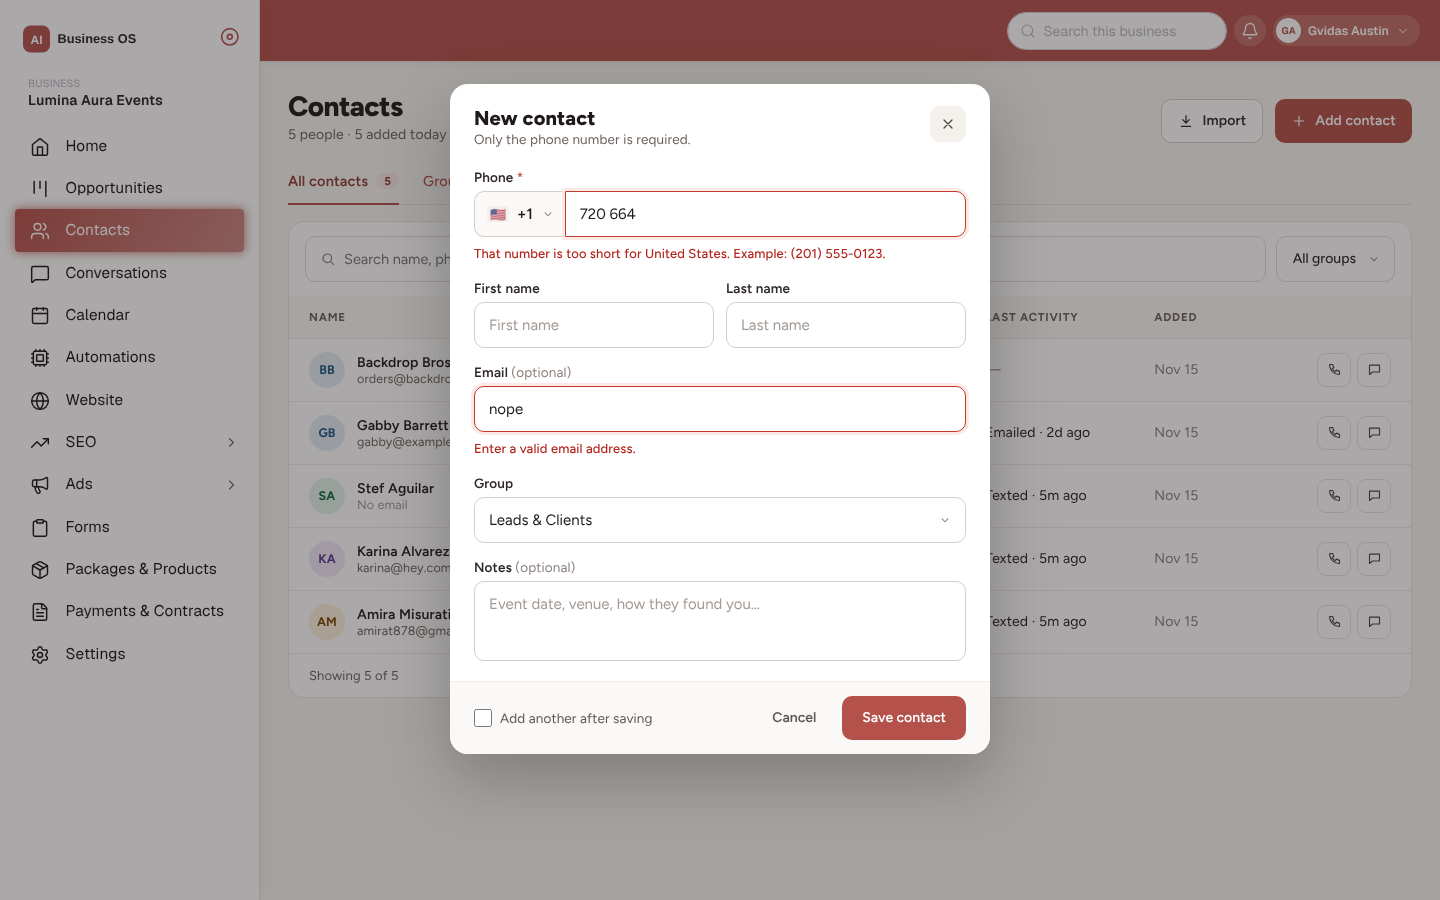 AI Business OS
Search this business
GA Gvidas Austin
BUSINESS
Lumina Aura Events
Home
Opportunities
Contacts
Conversations
Calendar
Automations
Website
SEO
Ads
Forms
Packages & Products
Payments & Contracts
Settings
Contacts
5 people · 5 added today
Import
Add contact
All contacts 5
Grou
Search name, ph
All groups
NAME
LAST ACTIVITY
ADDED
BB Backdrop Bros
orders@backdro
—
Nov 15
GB Gabby Barrett
gabby@example
Emailed · 2d ago
Nov 15
SA Stef Aguilar
No email
Texted · 5m ago
Nov 15
KA Karina Alvarez
karina@hey.com
Texted · 5m ago
Nov 15
AM Amira Misurati
amirat878@gma
Texted · 5m ago
Nov 15
Showing 5 of 5
New contact
Only the phone number is required.
Phone *
+1
720 664
That number is too short for United States. Example: (201) 555-0123.
First name
Last name
First name
Last name
Email (optional)
nope
Enter a valid email address.
Group
Leads & Clients
Notes (optional)
Event date, venue, how they found you...
Add another after saving
Cancel
Save contact